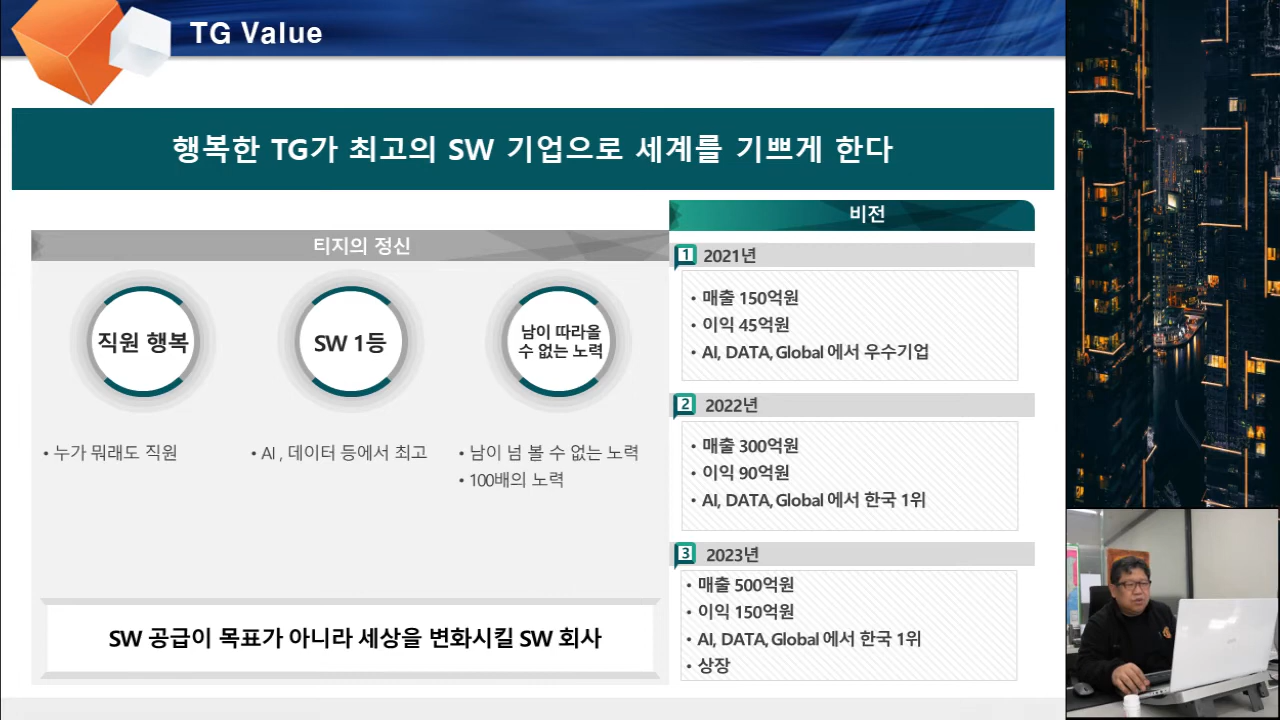 TG Value
행복한 TG가 최고의 SW 기업으로 세계를 기쁘게 한다
티지의 정신
직원 행복
SW 1등
남이 따라올
수 없는 노력
• 누가 뭐래도 직원
• AI , 데이터 등에서 최고
• 남이 넘 볼 수 없는 노력
• 100배의 노력
SW 공급이 목표가 아니라 세상을 변화시킬 SW 회사
비전
1 2021년
• 매출 150억원
• 이익 45억원
• AI, DATA, Global 에서 우수기업
2 2022년
• 매출 300억원
• 이익 90억원
• AI, DATA, Global 에서 한국 1위
3 2023년
• 매출 500억원
• 이익 150억원
• AI, DATA, Global 에서 한국 1위
• 상장